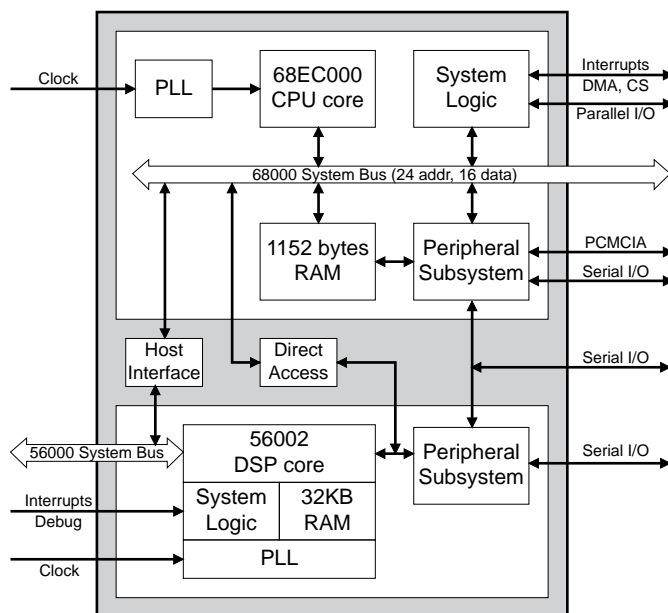 Clock
PLL
68EC000
CPU core
System
Logic
Interrupts
DMA, CS
Parallel I/O
68000 System Bus (24 addr, 16 data)
1152 bytes
RAM
Peripheral
Subsystem
PCMCIA
Serial I/O
Host
Interface
Direct
Access
Serial I/O
56000 System Bus
56002
DSP core
Peripheral
Subsystem
Serial I/O
Interrupts
Debug
System
Logic
32KB
RAM
Clock
PLL